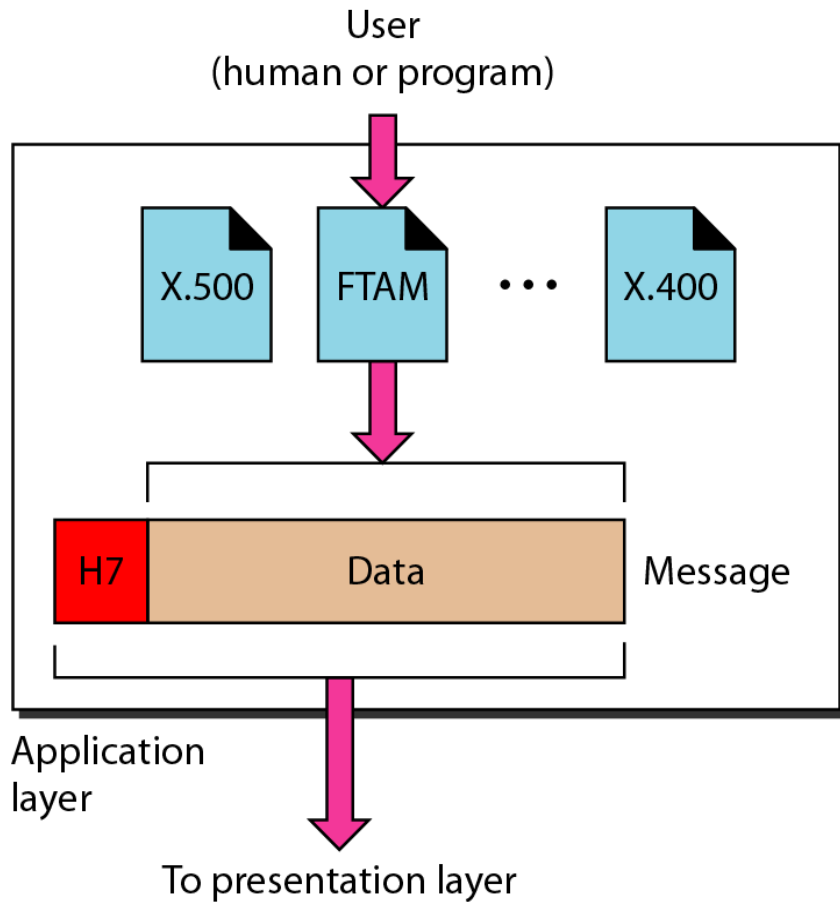 User
(human or program)
X.500
FTAM
...
X.400
H7
Data
Message
Application
layer
To presentation layer